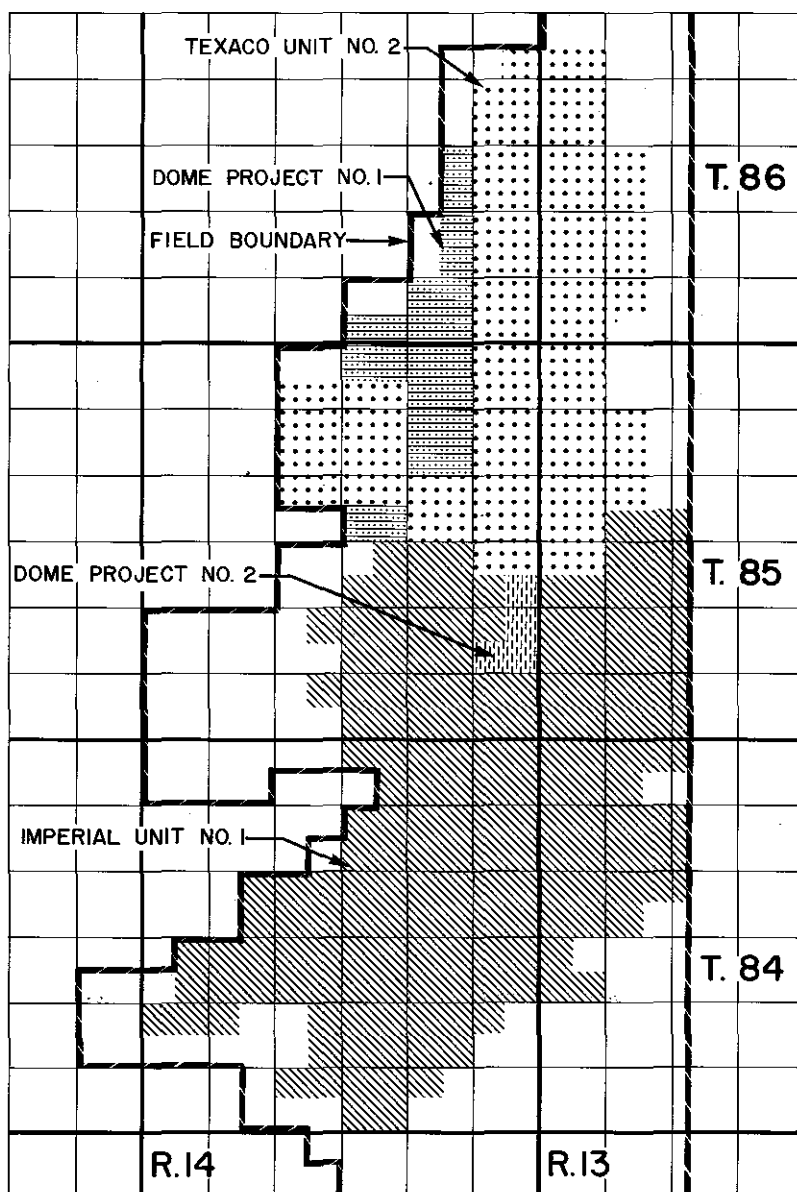 TEXACO UNIT NO. 2
DOME PROJECT NO. 1
T. 86
FIELD BOUNDARY
DOME PROJECT NO. 2
T. 85
IMPERIAL UNIT NO. 1
T. 84
R.14
R.13